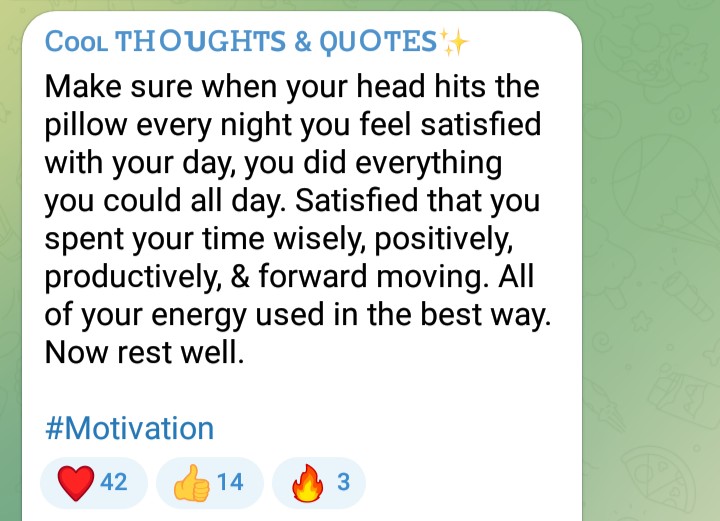 Cool THOUGHTS & QUOTES✨
Make sure when your head hits the
pillow every night you feel satisfied
with your day, you did everything
you could all day. Satisfied that you
spent your time wisely, positively,
productively, & forward moving. All
of your energy used in the best way.
Now rest well.
#Motivation
❤️ 42 👍 14 🔥 3